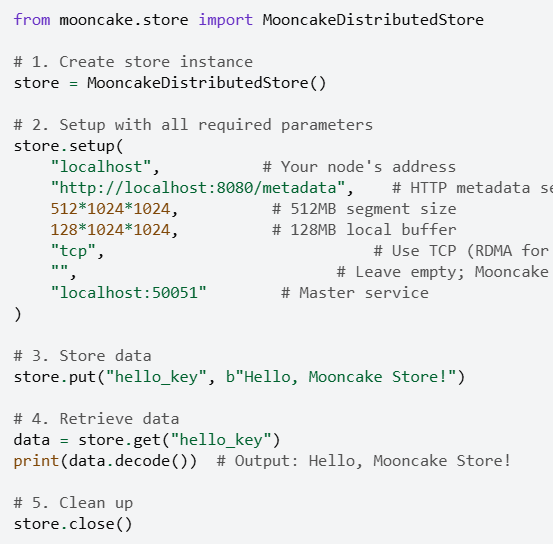 from mooncake.store import MooncakeDistributedStore
# 1. Create store instance
store = MooncakeDistributedStore()
# 2. Setup with all required parameters
store.setup(
    "localhost",           # Your node's address
    "http://localhost:8080/metadata",    # HTTP metadata se
    512*1024*1024,          # 512MB segment size
    128*1024*1024,          # 128MB local buffer
    "tcp",                             # Use TCP (RDMA for
    "",                            # Leave empty; Mooncake
    "localhost:50051"        # Master service
)
# 3. Store data
store.put("hello_key", b"Hello, Mooncake Store!")
# 4. Retrieve data
data = store.get("hello_key")
print(data.decode())  # Output: Hello, Mooncake Store!
# 5. Clean up
store.close()